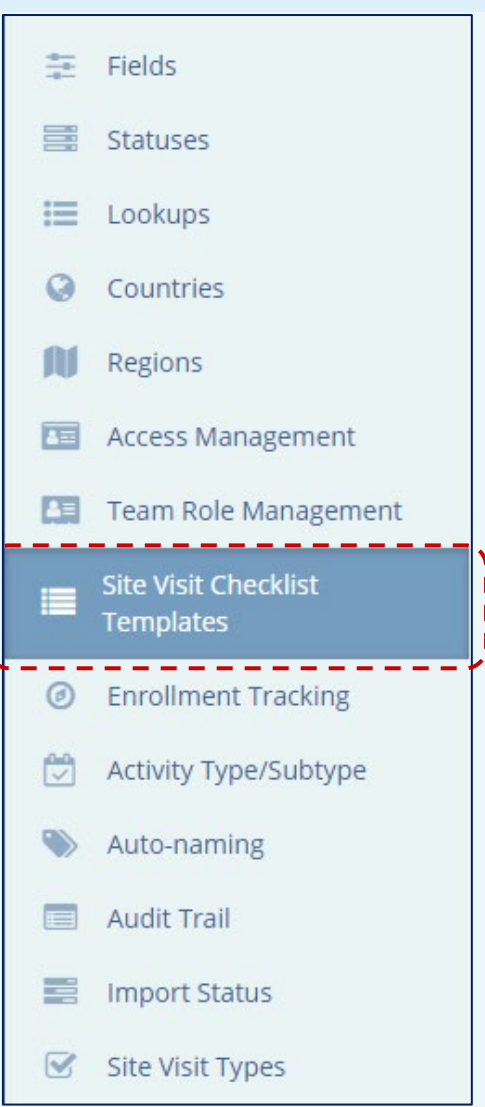 Fields
Statuses
Lookups
Countries
Regions
Access Management
Team Role Management
Site Visit Checklist
Templates
Enrollment Tracking
Activity Type/Subtype
Auto-naming
Audit Trail
Import Status
Site Visit Types